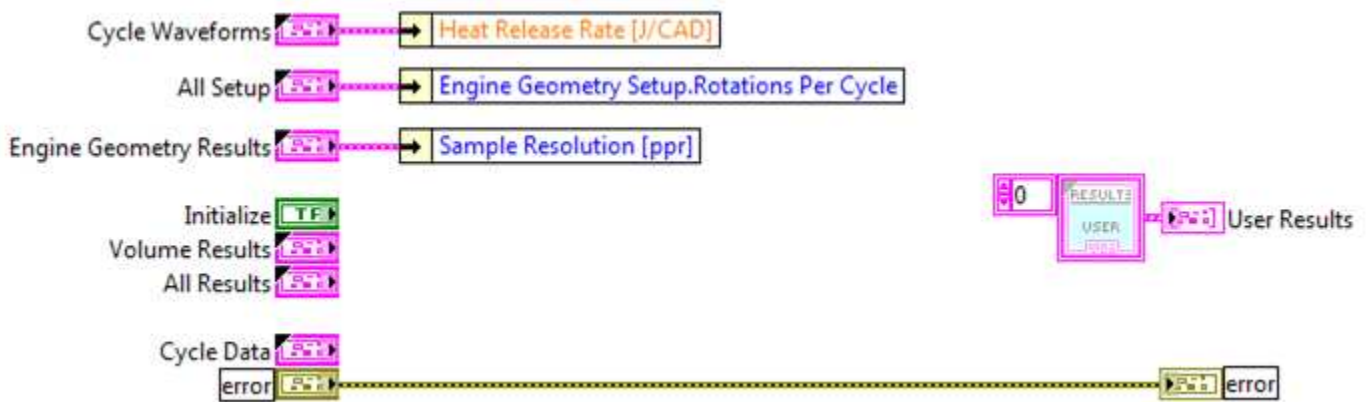 Cycle Waveforms Heat Release Rate [J/CAD]
All Setup Engine Geometry Setup.Rotations Per Cycle
Engine Geometry Results Sample Resolution [ppr]
0 RESULTS
Initialize TF
USER User Results
Volume Results
All Results
Cycle Data
error error